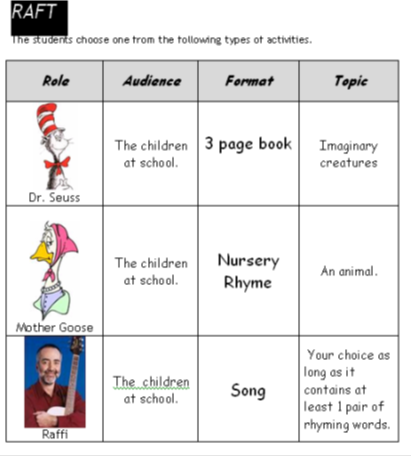 RAFT
The students choose one from the following types of activities.
Role Audience Format Topic
The children
at school.
3 page book
Imaginary
creatures
Dr. Seuss
The children
at school.
Nursery
Rhyme
An animal.
Mother Goose
The children
at school.
Song
Your choice as
long as it
contains at
least 1 pair of
rhyming words.
Raffi